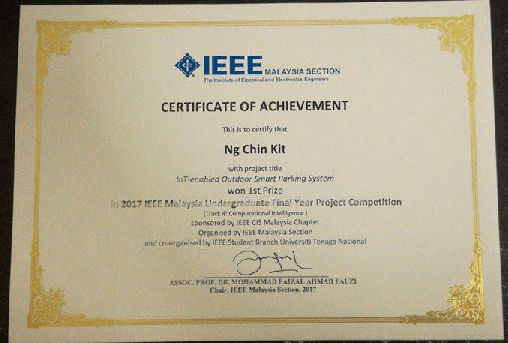 IEEE MALAYSIA SECTION
The Institute of Electrical and Electronics Engineers
CERTIFICATE OF ACHIEVEMENT
This is to certify that
Ng Chin Kit
with project title
IoT-enabled Outdoor Smart Parking System
won 1st Prize
in 2017 IEEE Malaysia Undergraduate Final Year Project Competition
(Track 4: Computational Intelligence)
sponsored by IEEE CIS Malaysia Chapter
Organised by IEEE Malaysia Section
and co-organised by IEEE Student Branch Universiti Tenaga Nasional
ASSOC. PROF. DR. MOHAMMAD FAIZAL AHMAD FAUZI
Chair, IEEE Malaysia Section, 2017